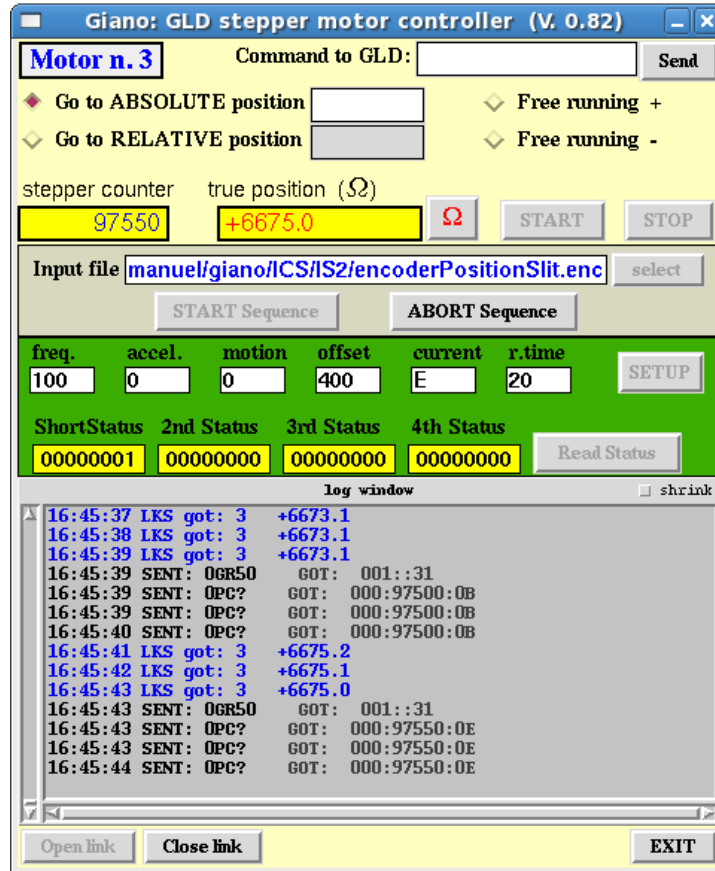 Giano: GLD stepper motor controller (V. 0.82)
Motor n. 3 Command to GLD: Send
Go to ABSOLUTE position Free running +
Go to RELATIVE position Free running -
stepper counter true position (Ω)
97550 +6675.0 Ω START STOP
Input file manuel/giano/ICS/IS2/encoderPositionSlit.enc select
START Sequence ABORT Sequence
freq. accel. motion offset current r.time
100 0 0 400 E 20 SETUP
ShortStatus 2nd Status 3rd Status 4th Status
00000001 00000000 00000000 00000000 Read Status
log window shrink
16:45:37 LKS got: 3 +6673.1
16:45:38 LKS got: 3 +6673.1
16:45:39 LKS got: 3 +6673.1
16:45:39 SENT: 0GR50 GOT: 001::31
16:45:39 SENT: 0PC? GOT: 000:97500:0B
16:45:39 SENT: 0PC? GOT: 000:97500:0B
16:45:40 SENT: 0PC? GOT: 000:97500:0B
16:45:41 LKS got: 3 +6675.2
16:45:42 LKS got: 3 +6675.1
16:45:43 LKS got: 3 +6675.0
16:45:43 SENT: 0GR50 GOT: 001::31
16:45:43 SENT: 0PC? GOT: 000:97550:0E
16:45:43 SENT: 0PC? GOT: 000:97550:0E
16:45:44 SENT: 0PC? GOT: 000:97550:0E
Open link Close link EXIT